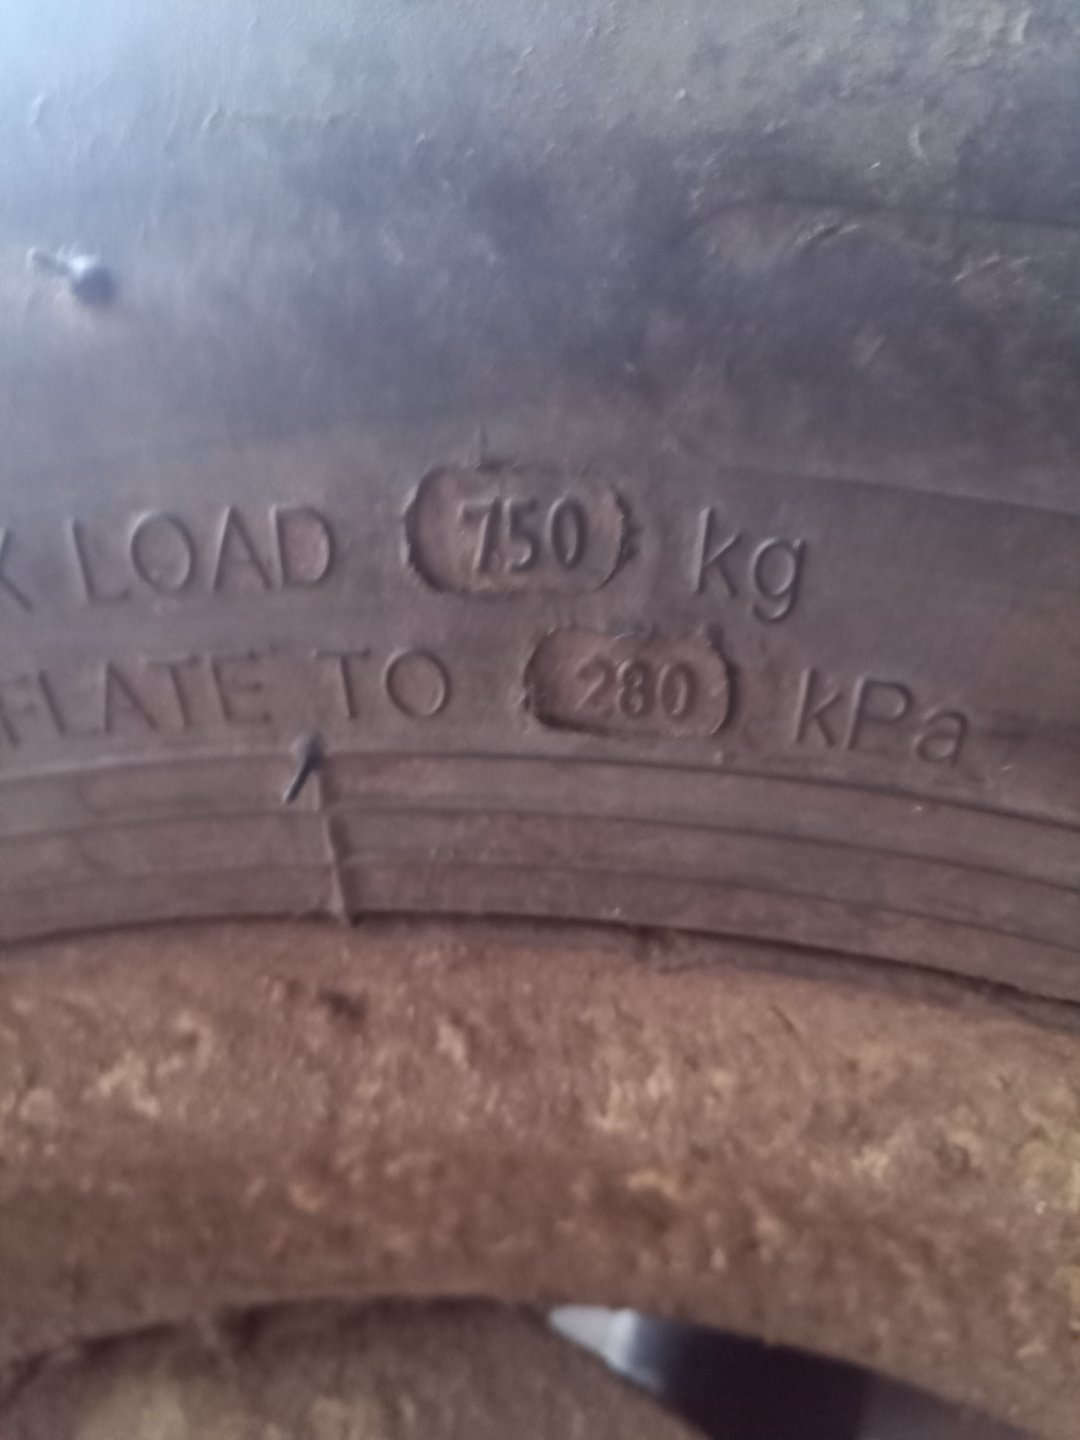 X LOAD 750 kg
FLATE TO 280 kPa